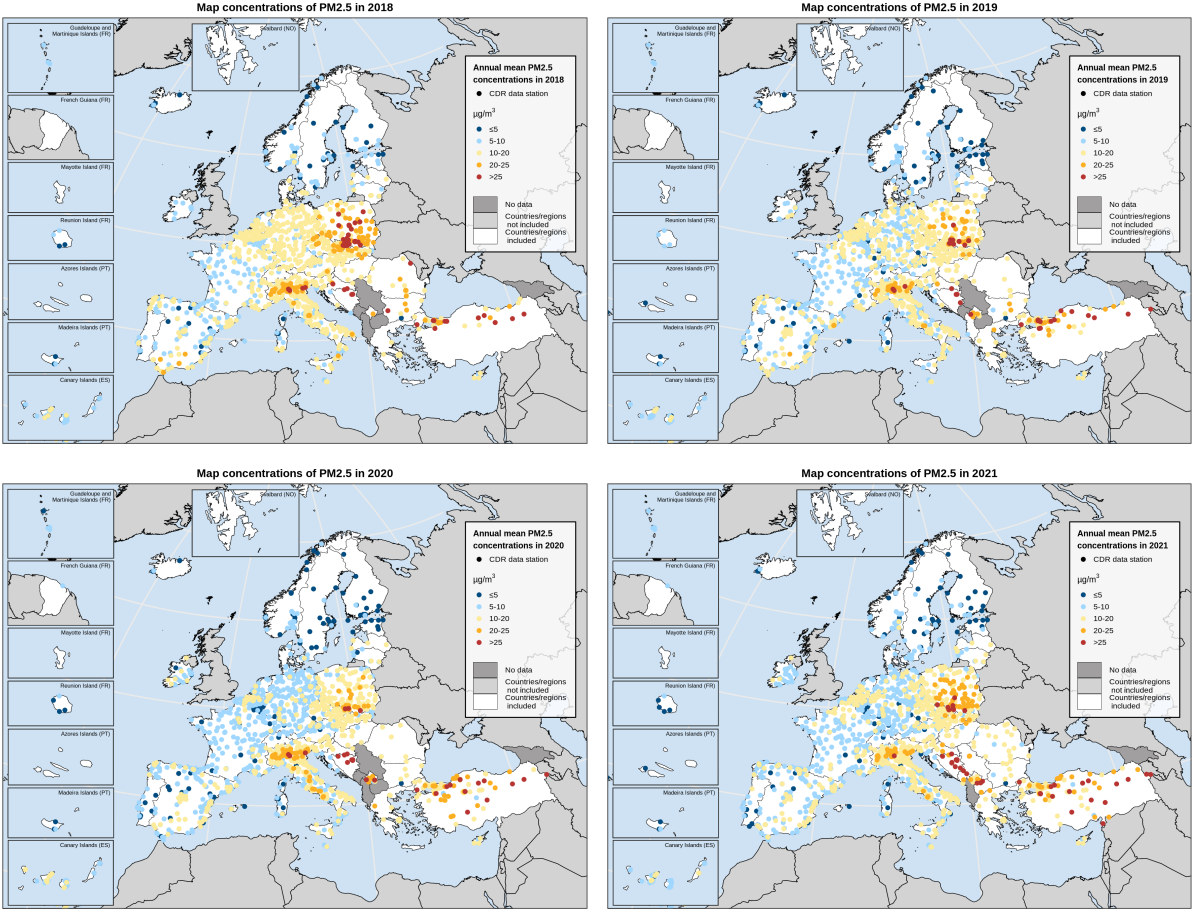 Map concentrations of PM2.5 in 2018
Guadeloupe and
Martinique Islands (FR)
Svalbard (NO)
French Guiana (FR)
Mayotte Island (FR)
Reunion Island (FR)
Azores Islands (PT)
Madeira Islands (PT)
Canary Islands (ES)
Annual mean PM2.5
concentrations in 2018
CDR data station
µg/m³
≤5
5-10
10-20
20-25
>25
No data
Countries/regions
not included
Countries/regions
included
Map concentrations of PM2.5 in 2019
Guadeloupe and
Martinique Islands (FR)
Svalbard (NO)
French Guiana (FR)
Mayotte Island (FR)
Reunion Island (FR)
Azores Islands (PT)
Madeira Islands (PT)
Canary Islands (ES)
Annual mean PM2.5
concentrations in 2019
CDR data station
µg/m³
≤5
5-10
10-20
20-25
>25
No data
Countries/regions
not included
Countries/regions
included
Map concentrations of PM2.5 in 2020
Guadeloupe and
Martinique Islands (FR)
Svalbard (NO)
French Guiana (FR)
Mayotte Island (FR)
Reunion Island (FR)
Azores Islands (PT)
Madeira Islands (PT)
Canary Islands (ES)
Annual mean PM2.5
concentrations in 2020
CDR data station
µg/m³
≤5
5-10
10-20
20-25
>25
No data
Countries/regions
not included
Countries/regions
included
Map concentrations of PM2.5 in 2021
Guadeloupe and
Martinique Islands (FR)
Svalbard (NO)
French Guiana (FR)
Mayotte Island (FR)
Reunion Island (FR)
Azores Islands (PT)
Madeira Islands (PT)
Canary Islands (ES)
Annual mean PM2.5
concentrations in 2021
CDR data station
µg/m³
≤5
5-10
10-20
20-25
>25
No data
Countries/regions
not included
Countries/regions
included